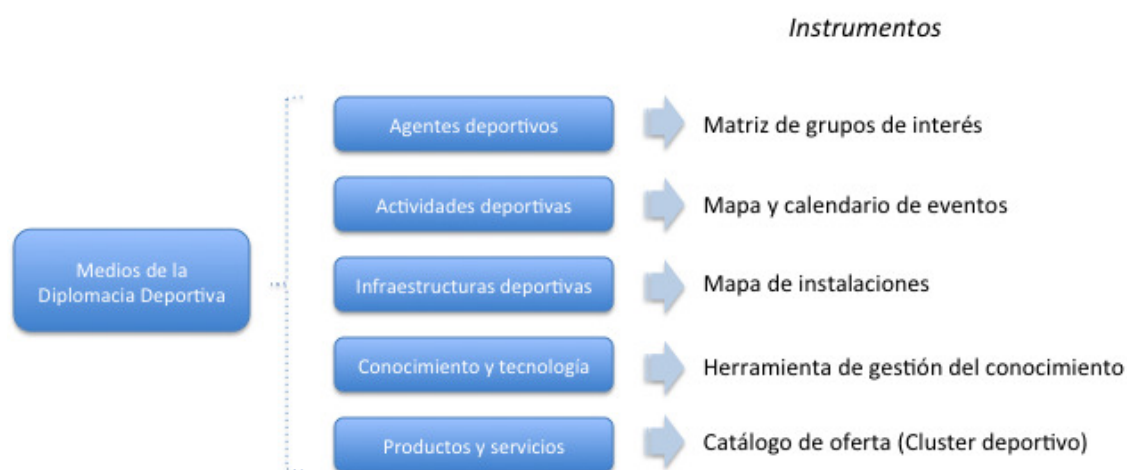 Instrumentos
Agentes deportivos
Matriz de grupos de interés
Actividades deportivas
Mapa y calendario de eventos
Medios de la
Diplomacia Deportiva
Infraestructuras deportivas
Mapa de instalaciones
Conocimiento y tecnología
Herramienta de gestión del conocimiento
Productos y servicios
Catálogo de oferta (Cluster deportivo)